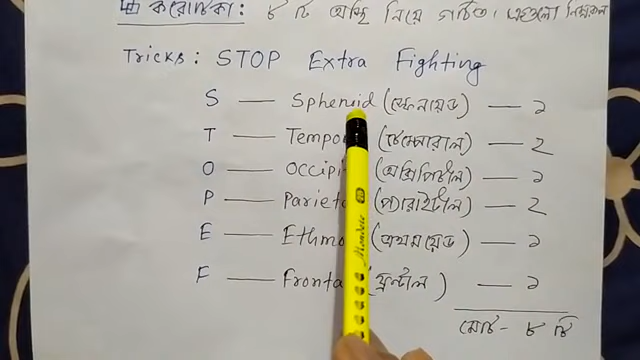 করোটিকা: ৮ টি অস্থি নিয়ে গঠিত। এগুলো নিম্নরূপ
Tricks: STOP Extra Fighting
S — Sphenoid (স্ফেনয়েড) — ১
T — Tempo (টেম্পোরাল) — 2
O — Occipi (অক্সিপিটাল) — ১
P — Parieta (প্যারাইটাল) — 2
E — Ethmo (এথময়েড) — ১
F — Fronta (ফ্রন্টাল) — ১
মোট - ৮ টি